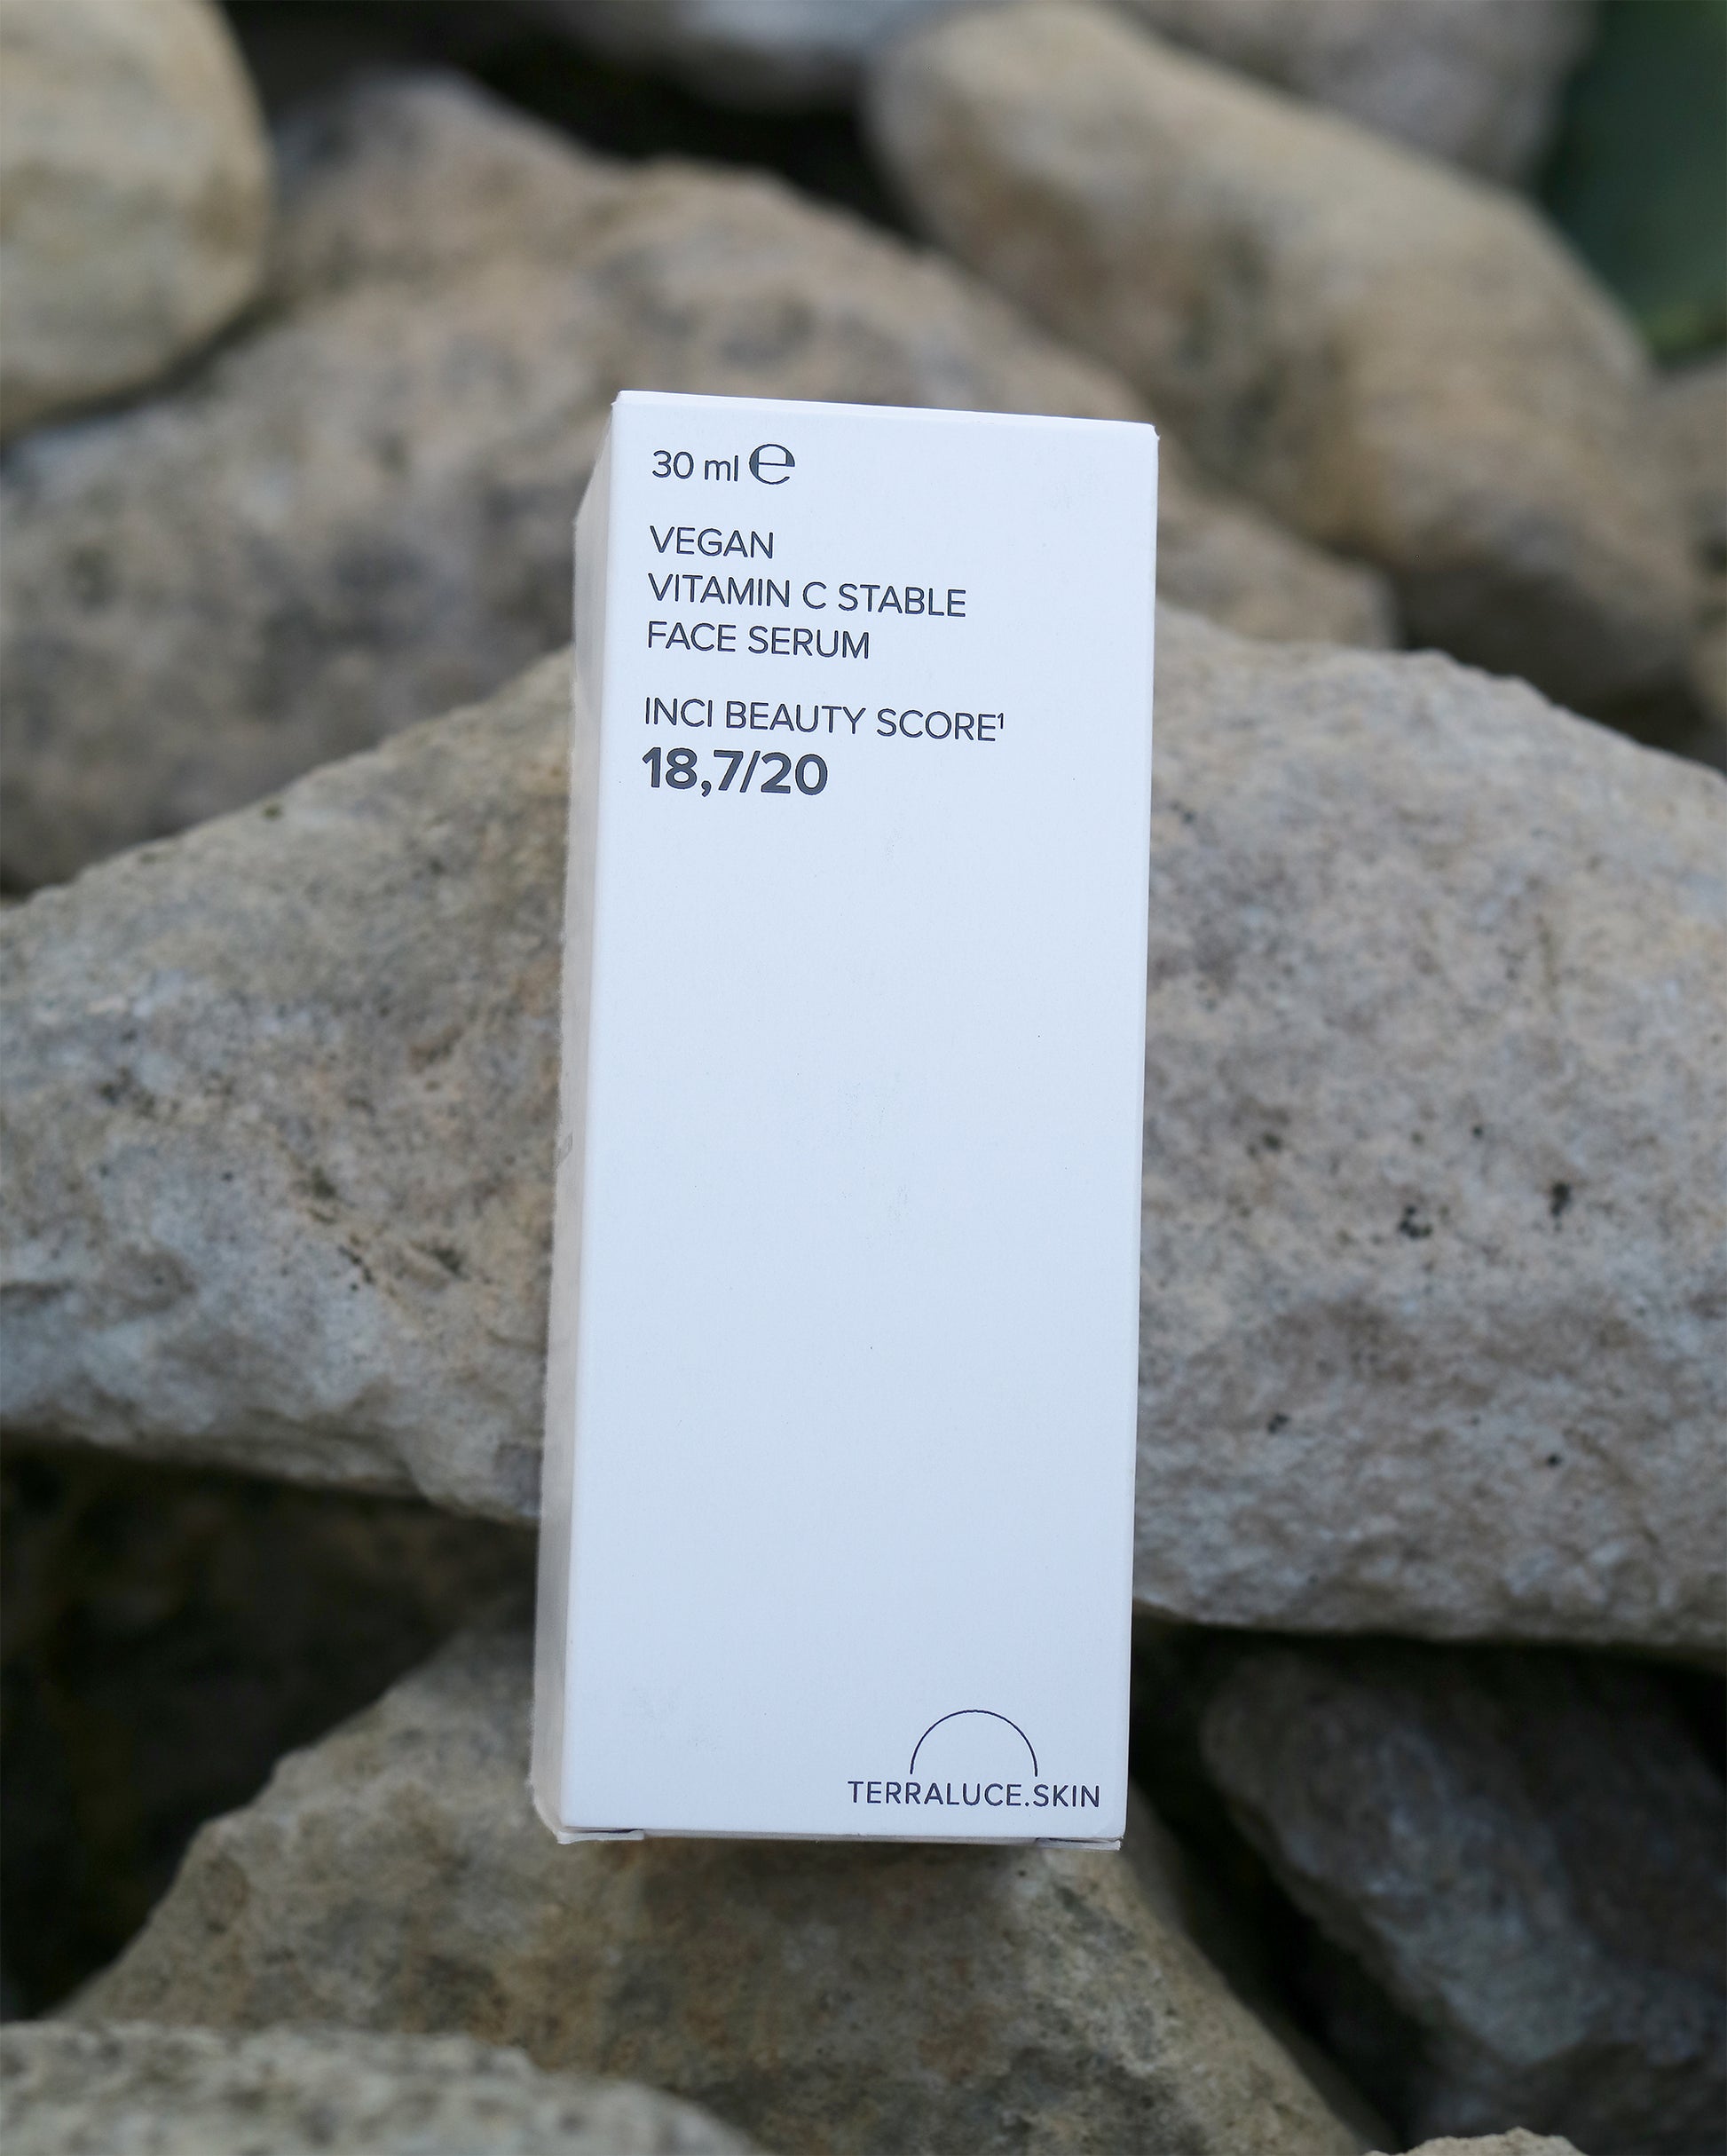 30 ml ℮
VEGAN
VITAMIN C STABLE
FACE SERUM
INCI BEAUTY SCORE¹
18,7/20
TERRALUCE.SKIN